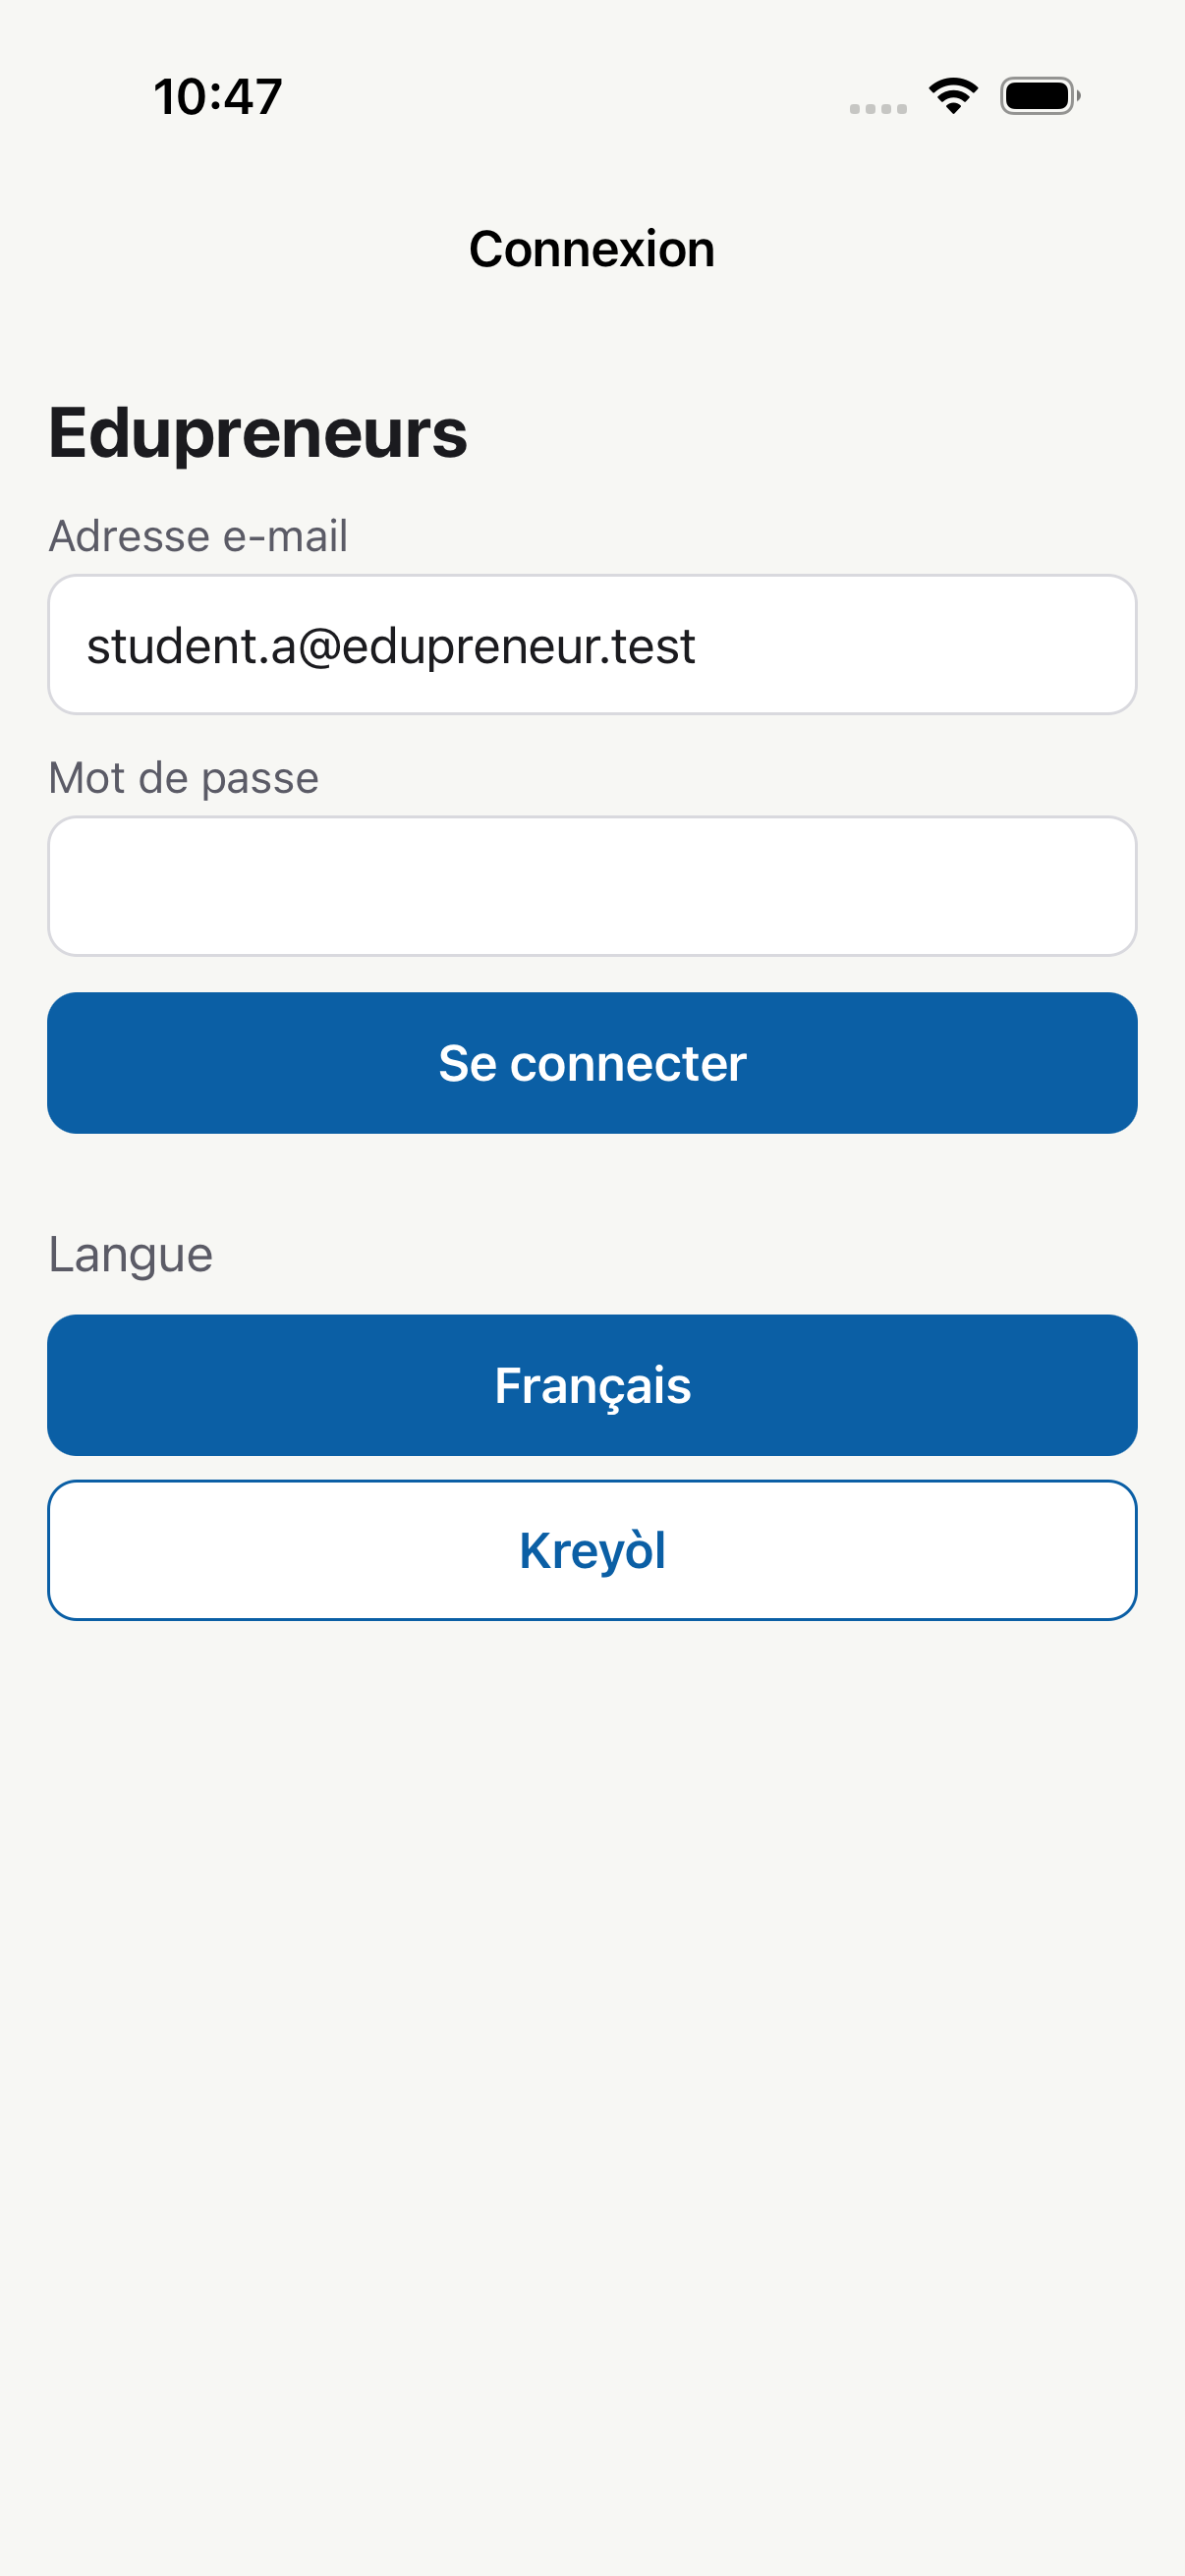 10:47
Connexion
Edupreneurs
Adresse e-mail
student.a@edupreneur.test
Mot de passe
Se connecter
Langue
Français
Kreyòl